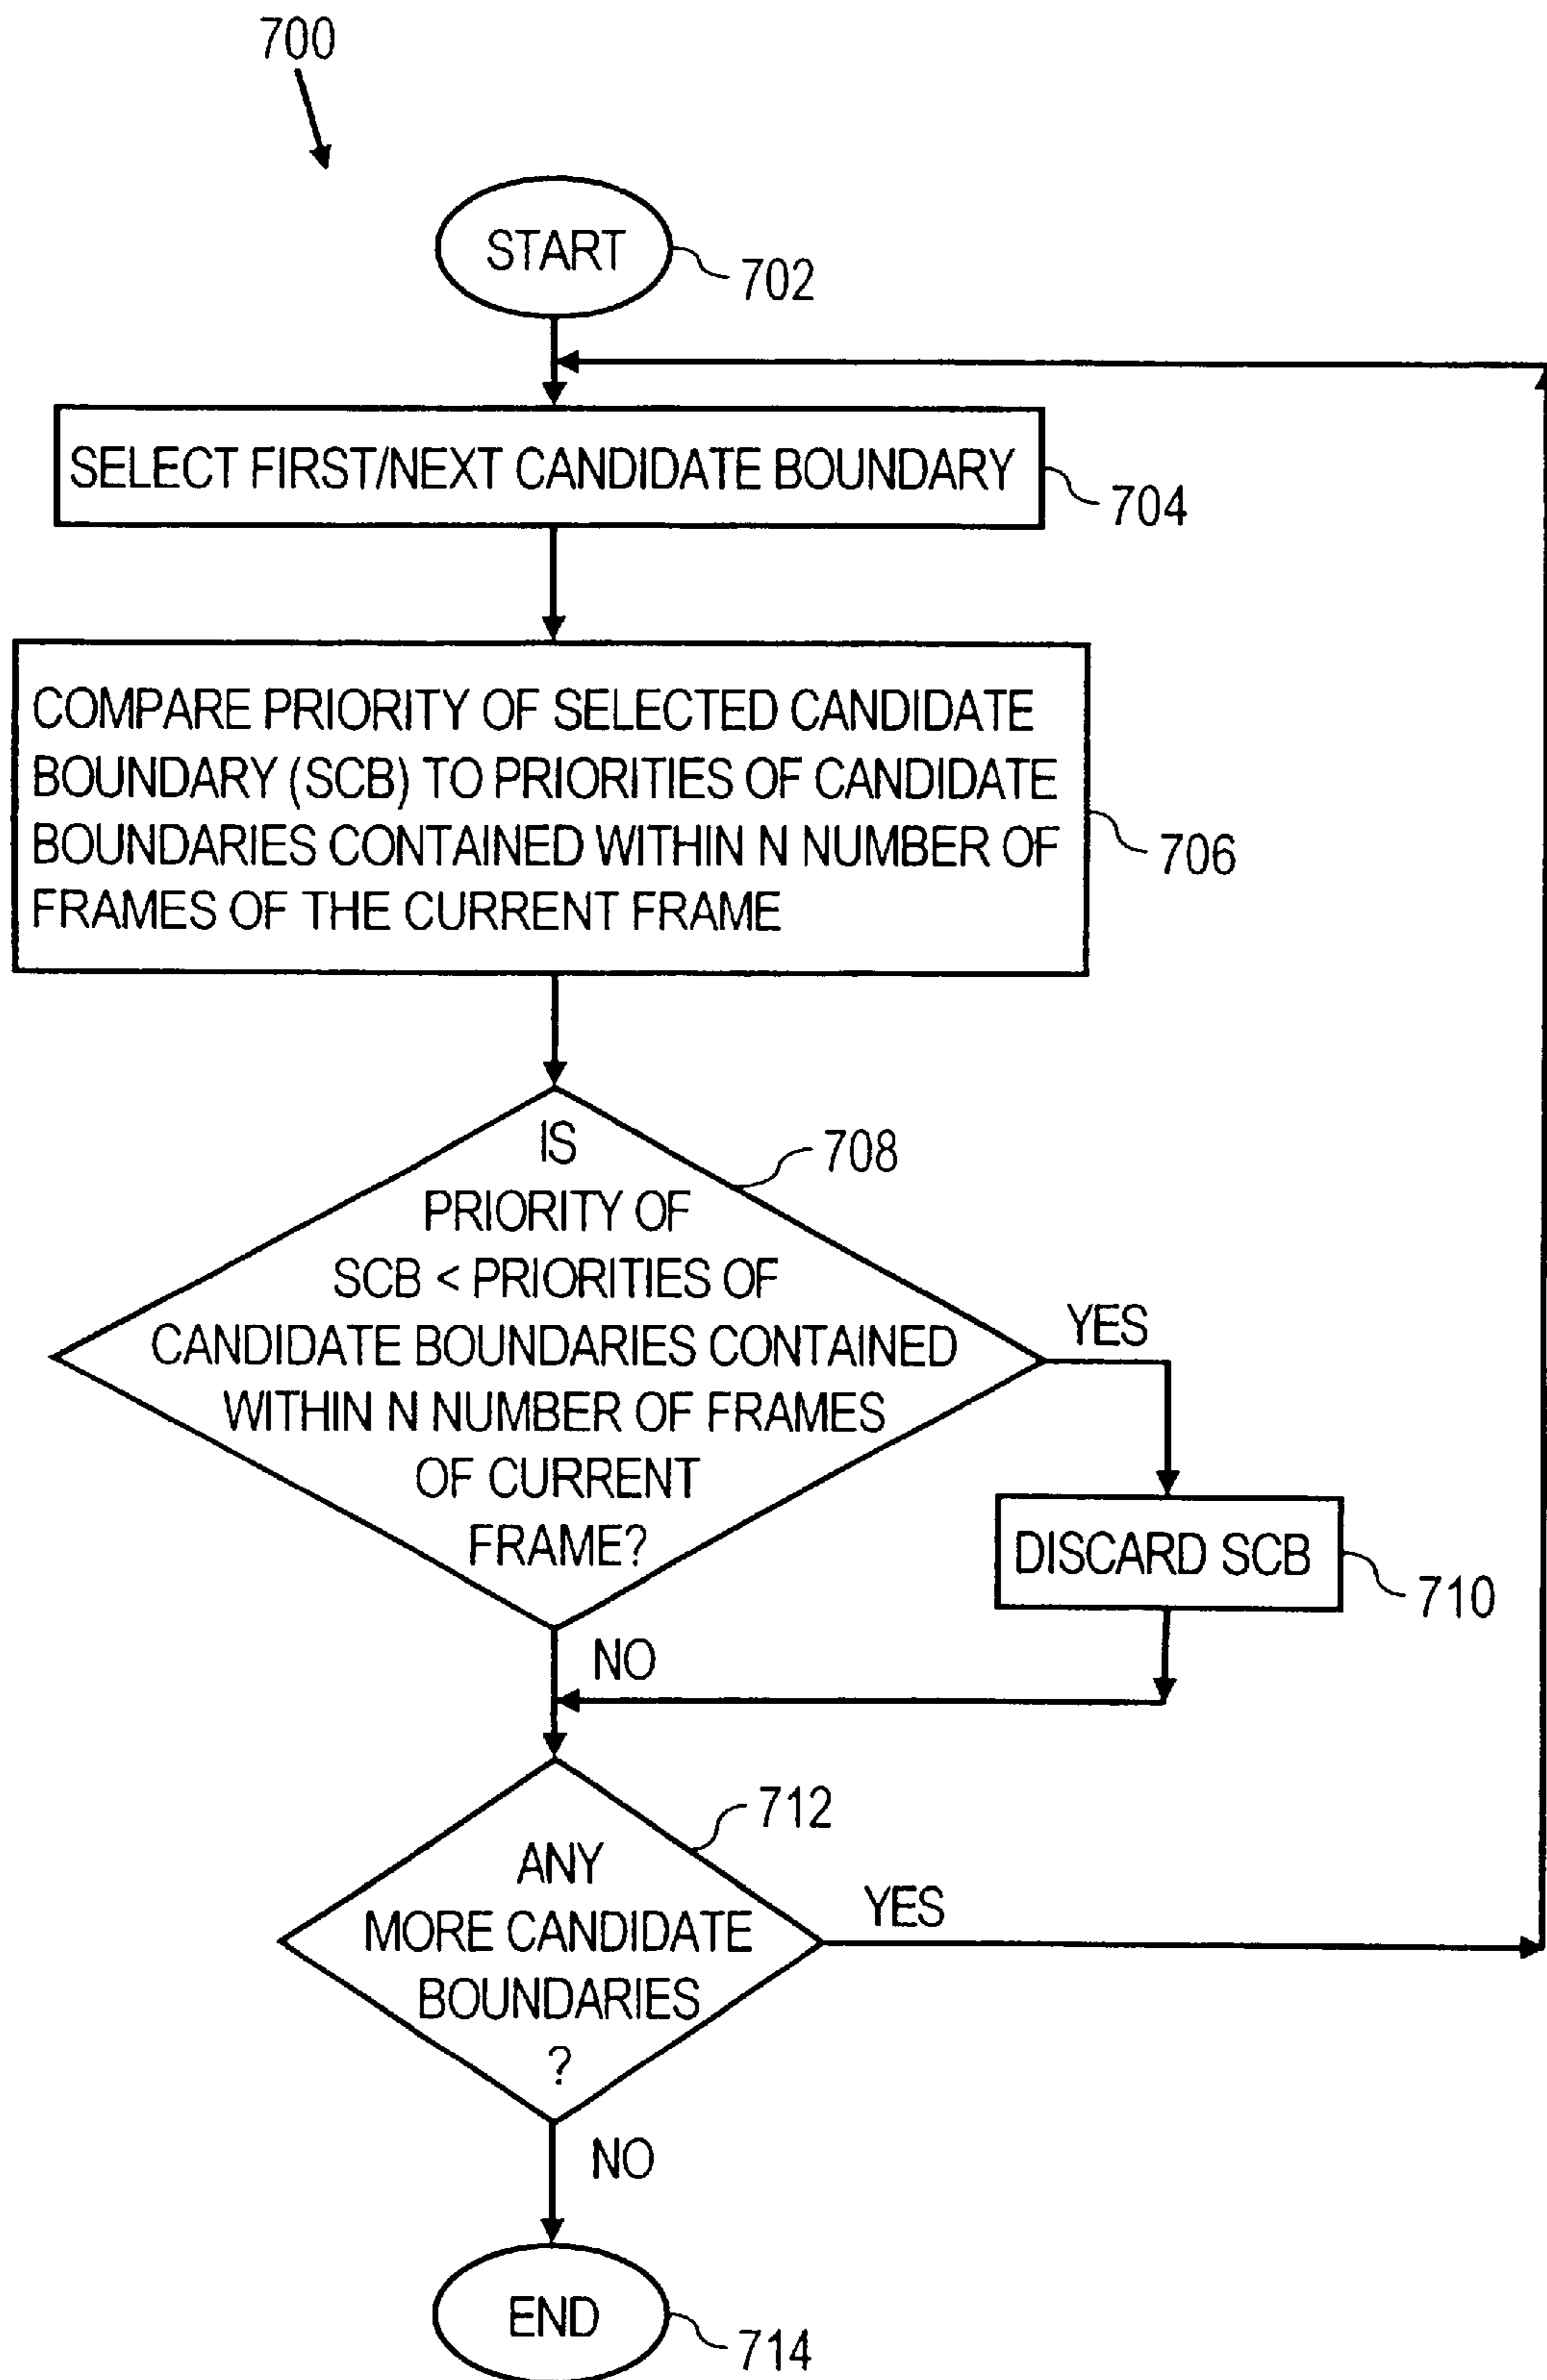 700
START
702
SELECT FIRST/NEXT CANDIDATE BOUNDARY
704
COMPARE PRIORITY OF SELECTED CANDIDATE
BOUNDARY (SCB) TO PRIORITIES OF CANDIDATE
BOUNDARIES CONTAINED WITHIN N NUMBER OF
FRAMES OF THE CURRENT FRAME
706
IS
PRIORITY OF
SCB < PRIORITIES OF
CANDIDATE BOUNDARIES CONTAINED
WITHIN N NUMBER OF FRAMES
OF CURRENT
FRAME?
708
YES
DISCARD SCB
710
NO
ANY
MORE CANDIDATE
BOUNDARIES
?
712
YES
NO
END
714